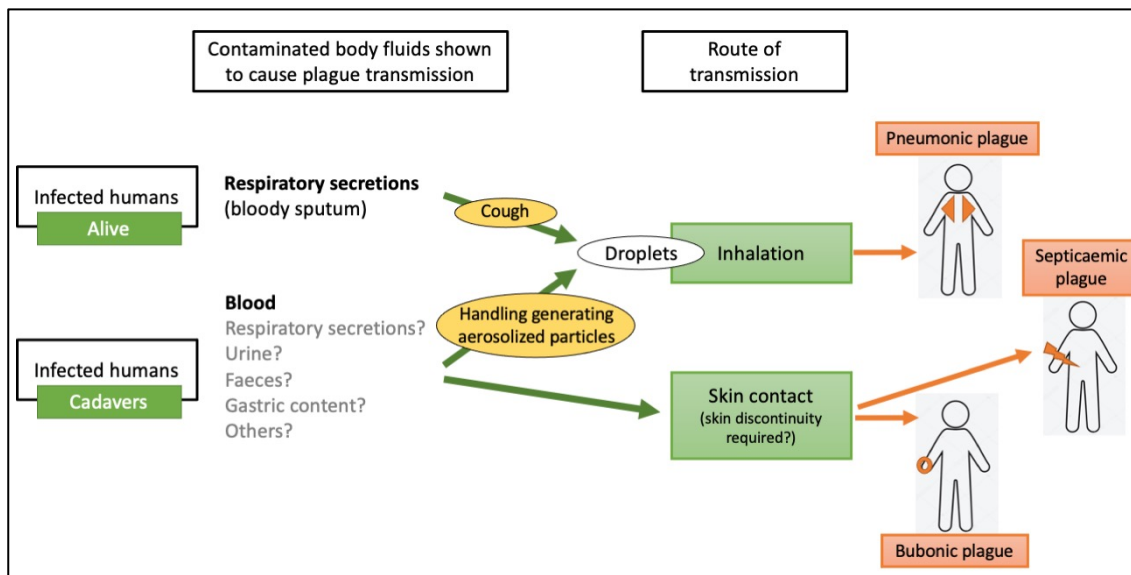 Contaminated body fluids shown
to cause plague transmission
Route of
transmission
Pneumonic plague
Infected humans
Alive
Respiratory secretions
(bloody sputum)
Cough
Droplets
Inhalation
Septicaemic
plague
Infected humans
Cadavers
Blood
Respiratory secretions?
Urine?
Faeces?
Gastric content?
Others?
Handling generating
aerosolized particles
Skin contact
(skin discontinuity
required?)
Bubonic plague